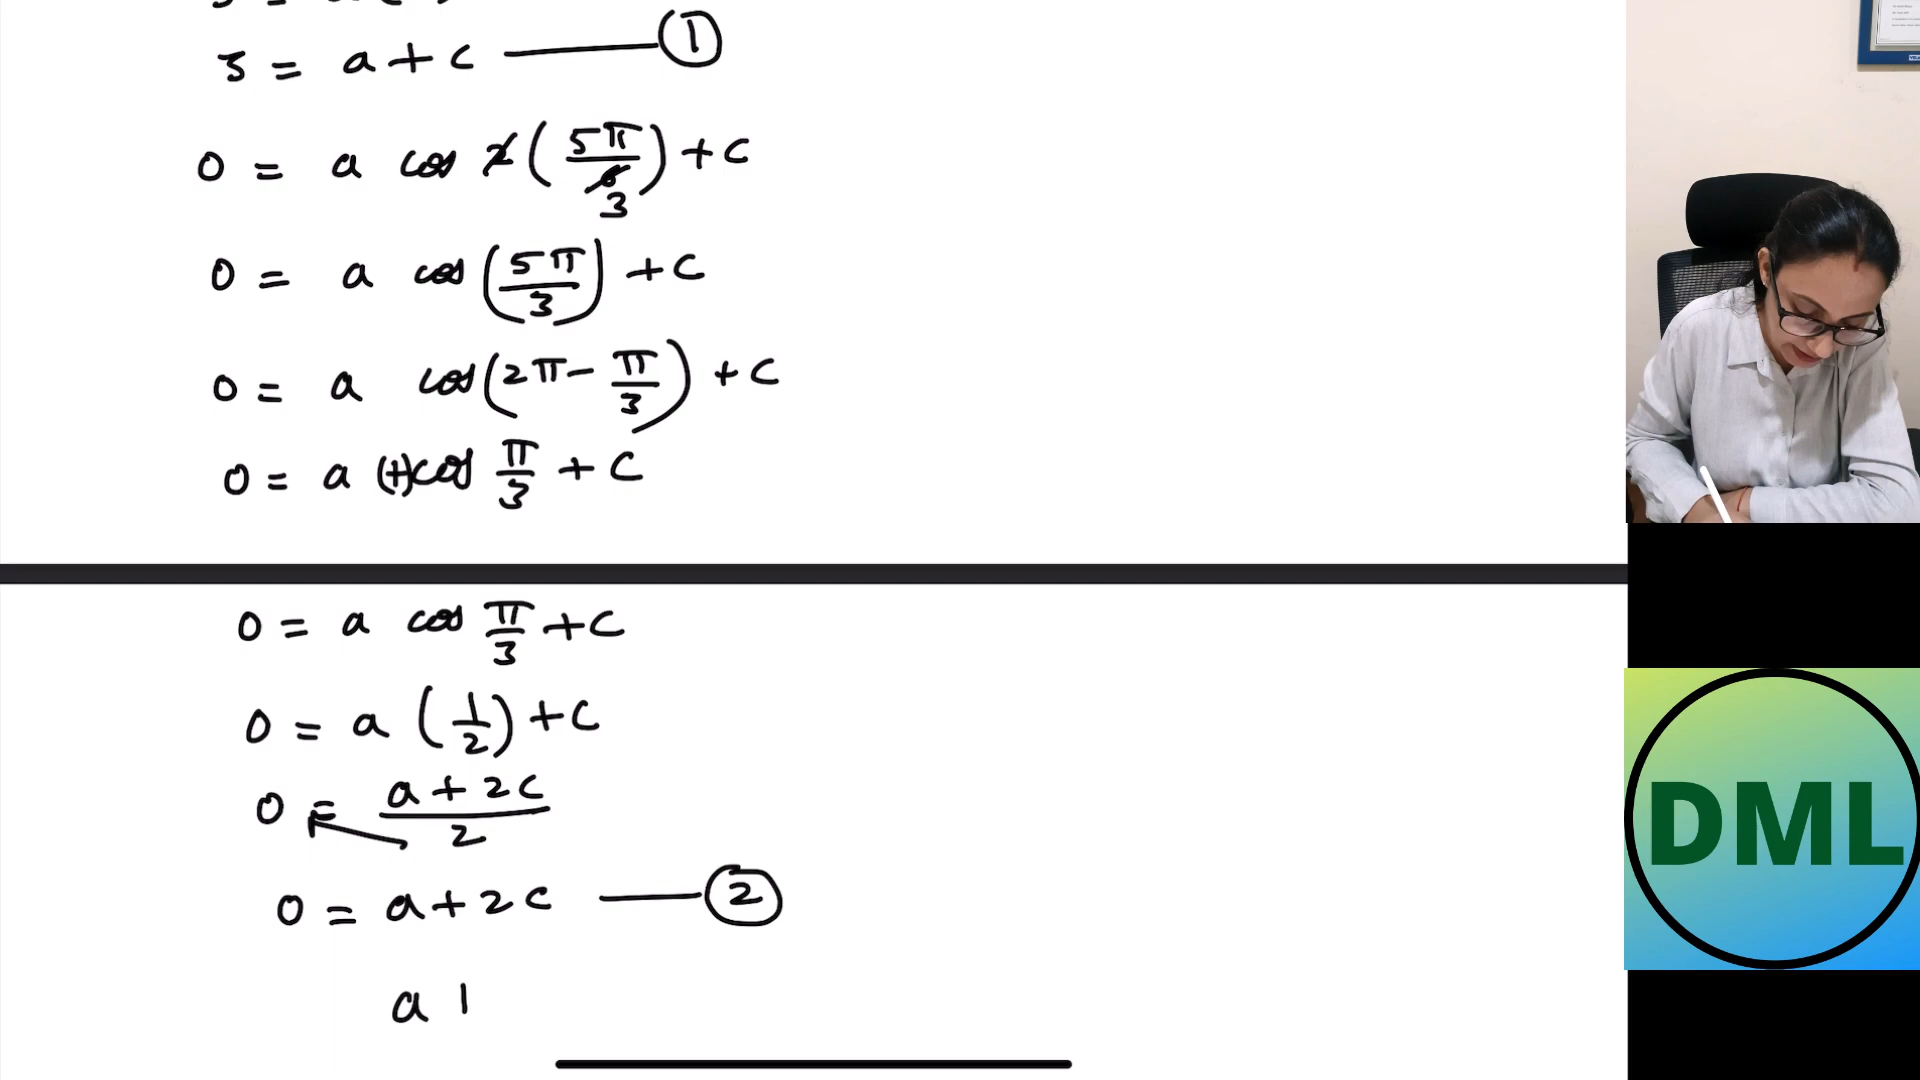 3 = a + c —— ①
0 = a cos 2(5π/6 3) + c
0 = a cos(5π/3) + c
0 = a cos(2π - π/3) + c
0 = a (+)cos π/3 + c
0 = a cos π/3 + c
0 = a (1/2) + c
0 = a + 2c / 2
0 = a + 2c —— ②
a
DML